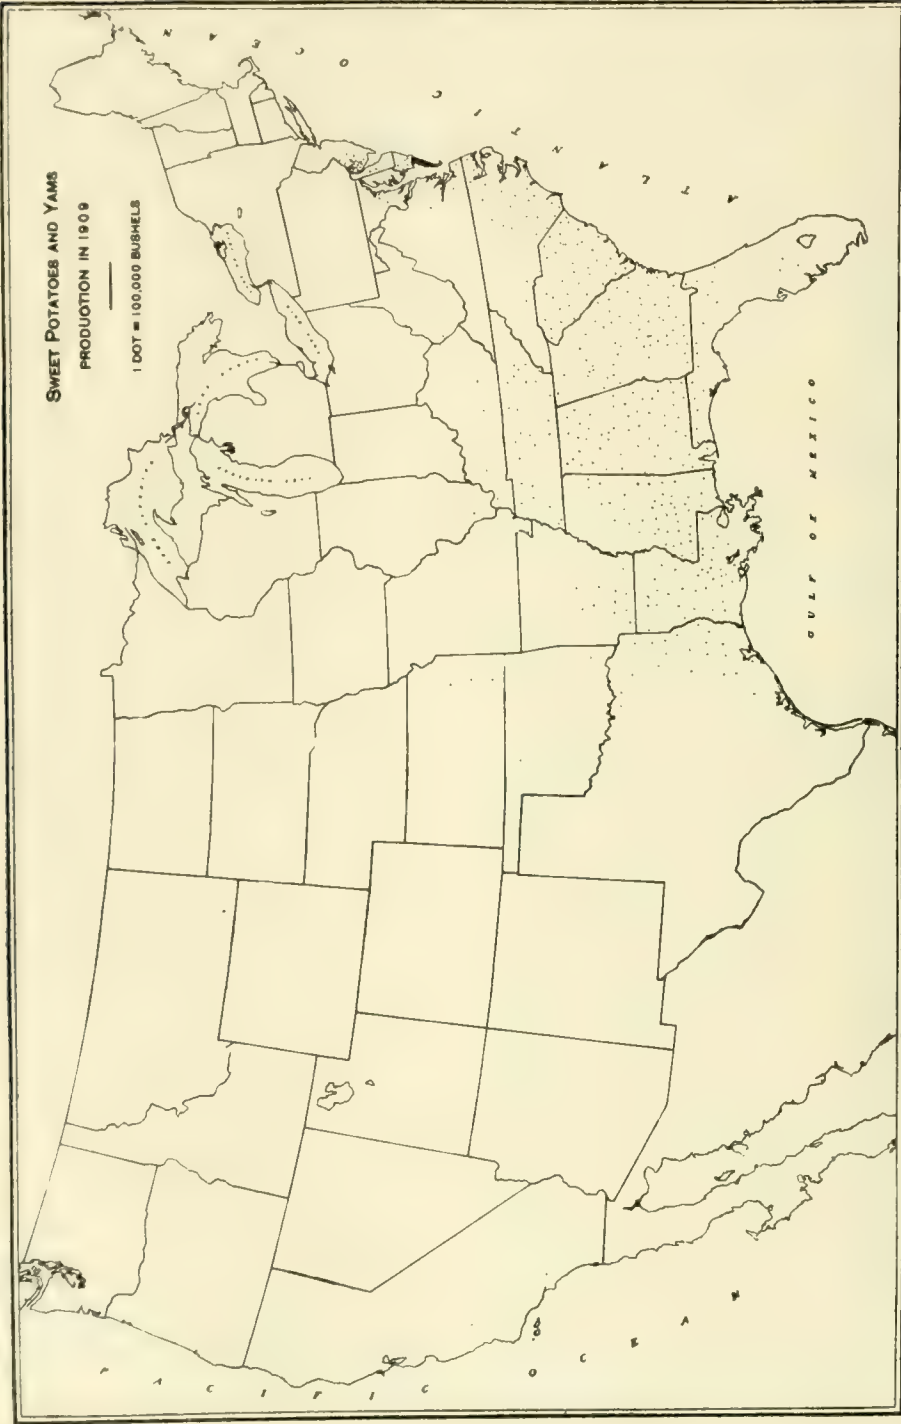 SWEET POTATOES AND YAMS
PRODUCTION IN 1909
1 DOT = 100,000 BUSHELS
ATLANTIC OCEAN
GULF OF MEXICO
PACIFIC OCEAN